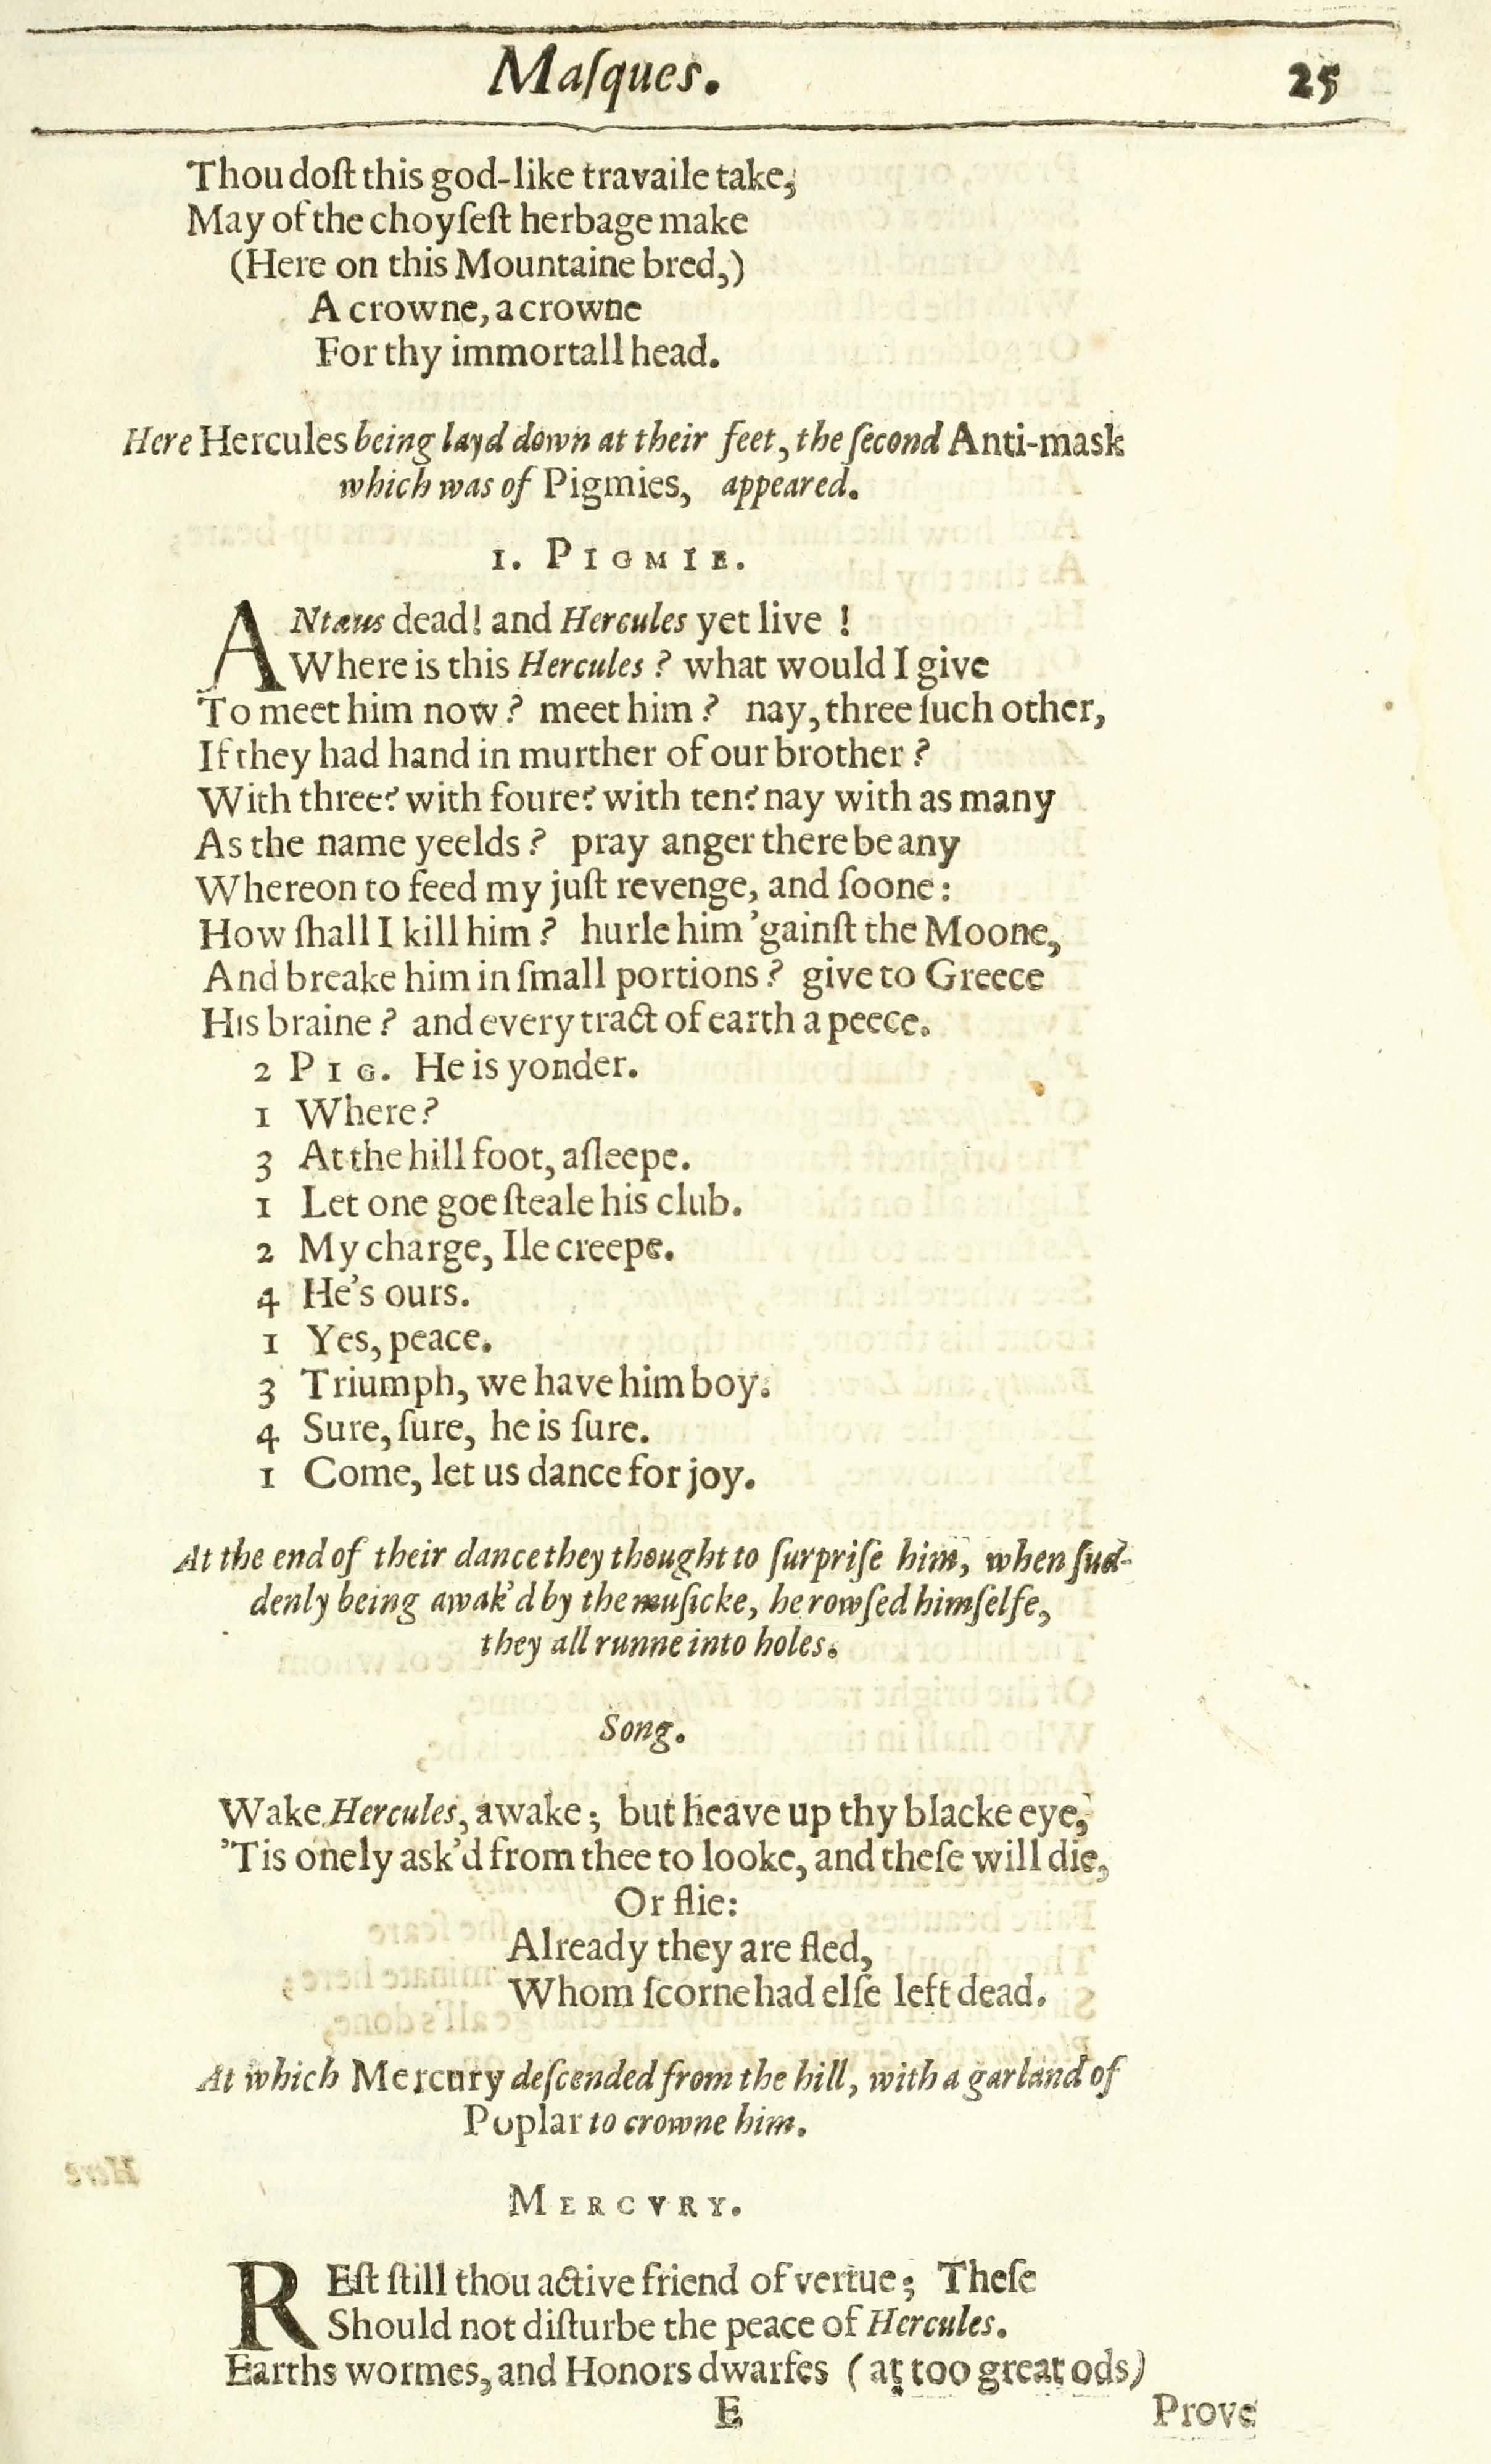 Maſques. 25
Thou doſt this god-like travaile take,
May of the choyſeſt herbage make
(Here on this Mountaine bred,)
A crowne, a crowne
For thy immortall head.
Here Hercules being layd down at their feet, the ſecond Anti-mask
which was of Pigmies, appeared.
1. PIGMIE.
ANtæus dead! and Hercules yet live!
Where is this Hercules? what would I give
To meet him now? meet him? nay, three ſuch other,
If they had hand in murther of our brother?
With three? with foure? with ten? nay with as many
As the name yeelds? pray anger there be any
Whereon to feed my juſt revenge, and ſoone:
How ſhall I kill him? hurle him 'gainſt the Moone,
And breake him in ſmall portions? give to Greece
His braine? and every tract of earth a peece.
2 PIG. He is yonder.
1 Where?
3 At the hill foot, aſleepe.
1 Let one goe ſteale his club.
2 My charge, Ile creepe.
4 He's ours.
1 Yes, peace.
3 Triumph, we have him boy.
4 Sure, ſure, he is ſure.
1 Come, let us dance for joy.
At the end of their dance they thought to ſurpriſe him, when ſud-
denly being awak'd by the muſicke, he rowſed himſelfe,
they all runne into holes.
Song.
Wake Hercules, awake; but heave up thy blacke eye,
'Tis onely ask'd from thee to looke, and theſe will die,
Or flie:
Already they are fled,
Whom ſcorne had elſe left dead.
At which Mercury deſcended from the hill, with a garland of
Poplar to crowne him.
MERCVRY.
REſt ſtill thou active friend of vertue; Theſe
Should not diſturbe the peace of Hercules.
Earths wormes, and Honors dwarfes (at too great ods)
E Prove